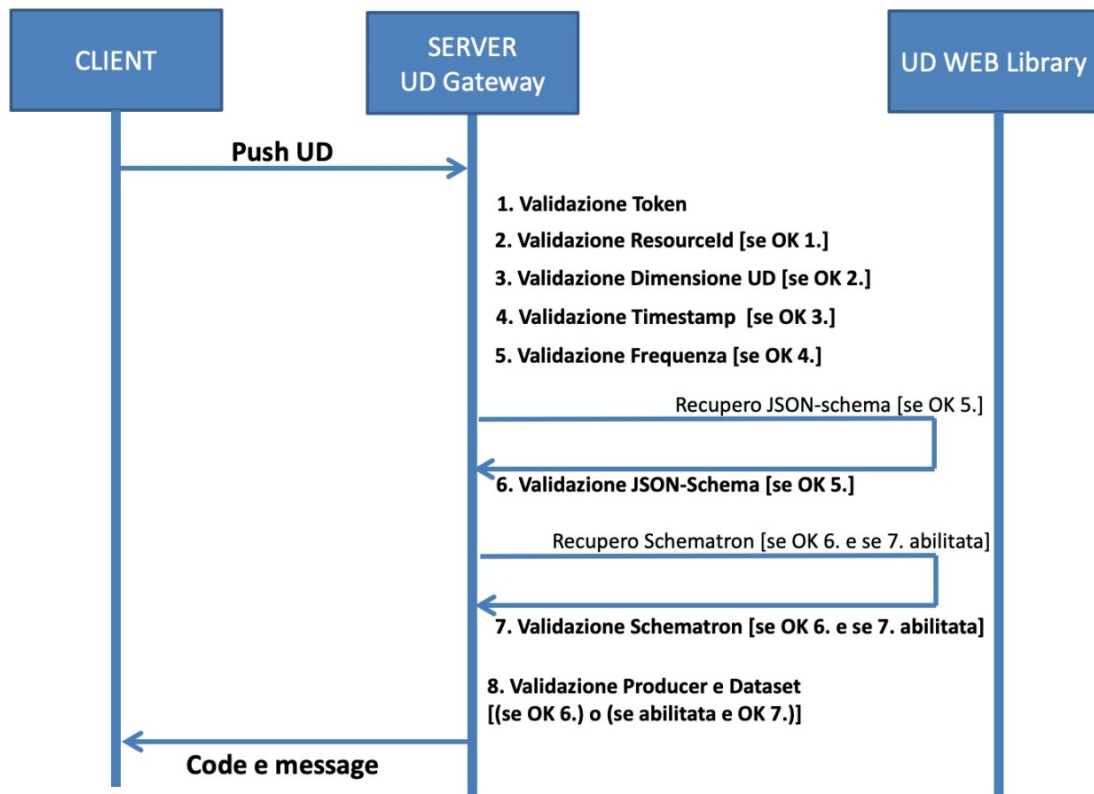 CLIENT
SERVER
UD Gateway
UD WEB Library
Push UD
1. Validazione Token
2. Validazione ResourceId [se OK 1.]
3. Validazione Dimensione UD [se OK 2.]
4. Validazione Timestamp [se OK 3.]
5. Validazione Frequenza [se OK 4.]
Recupero JSON-schema [se OK 5.]
6. Validazione JSON-Schema [se OK 5.]
Recupero Schematron [se OK 6. e se 7. abilitata]
7. Validazione Schematron [se OK 6. e se 7. abilitata]
8. Validazione Producer e Dataset
[(se OK 6.) o (se abilitata e OK 7.)]
Code e message